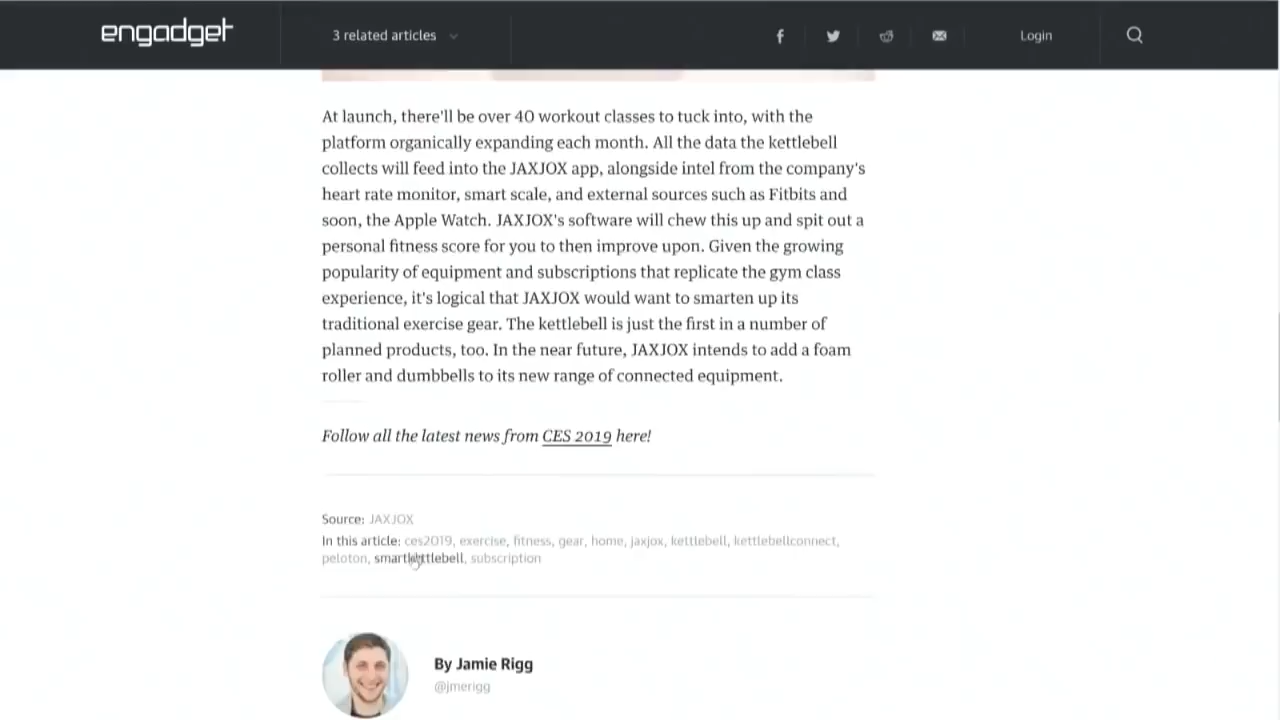 engadget
3 related articles
Login
At launch, there'll be over 40 workout classes to tuck into, with the
platform organically expanding each month. All the data the kettlebell
collects will feed into the JAXJOX app, alongside intel from the company's
heart rate monitor, smart scale, and external sources such as Fitbits and
soon, the Apple Watch. JAXJOX's software will chew this up and spit out a
personal fitness score for you to then improve upon. Given the growing
popularity of equipment and subscriptions that replicate the gym class
experience, it's logical that JAXJOX would want to smarten up its
traditional exercise gear. The kettlebell is just the first in a number of
planned products, too. In the near future, JAXJOX intends to add a foam
roller and dumbbells to its new range of connected equipment.
Follow all the latest news from CES 2019 here!
Source: JAXJOX
In this article: ces2019, exercise, fitness, gear, home, jaxjox, kettlebell, kettlebellconnect,
peloton, smartkettlebell, subscription
By Jamie Rigg
@jmerigg